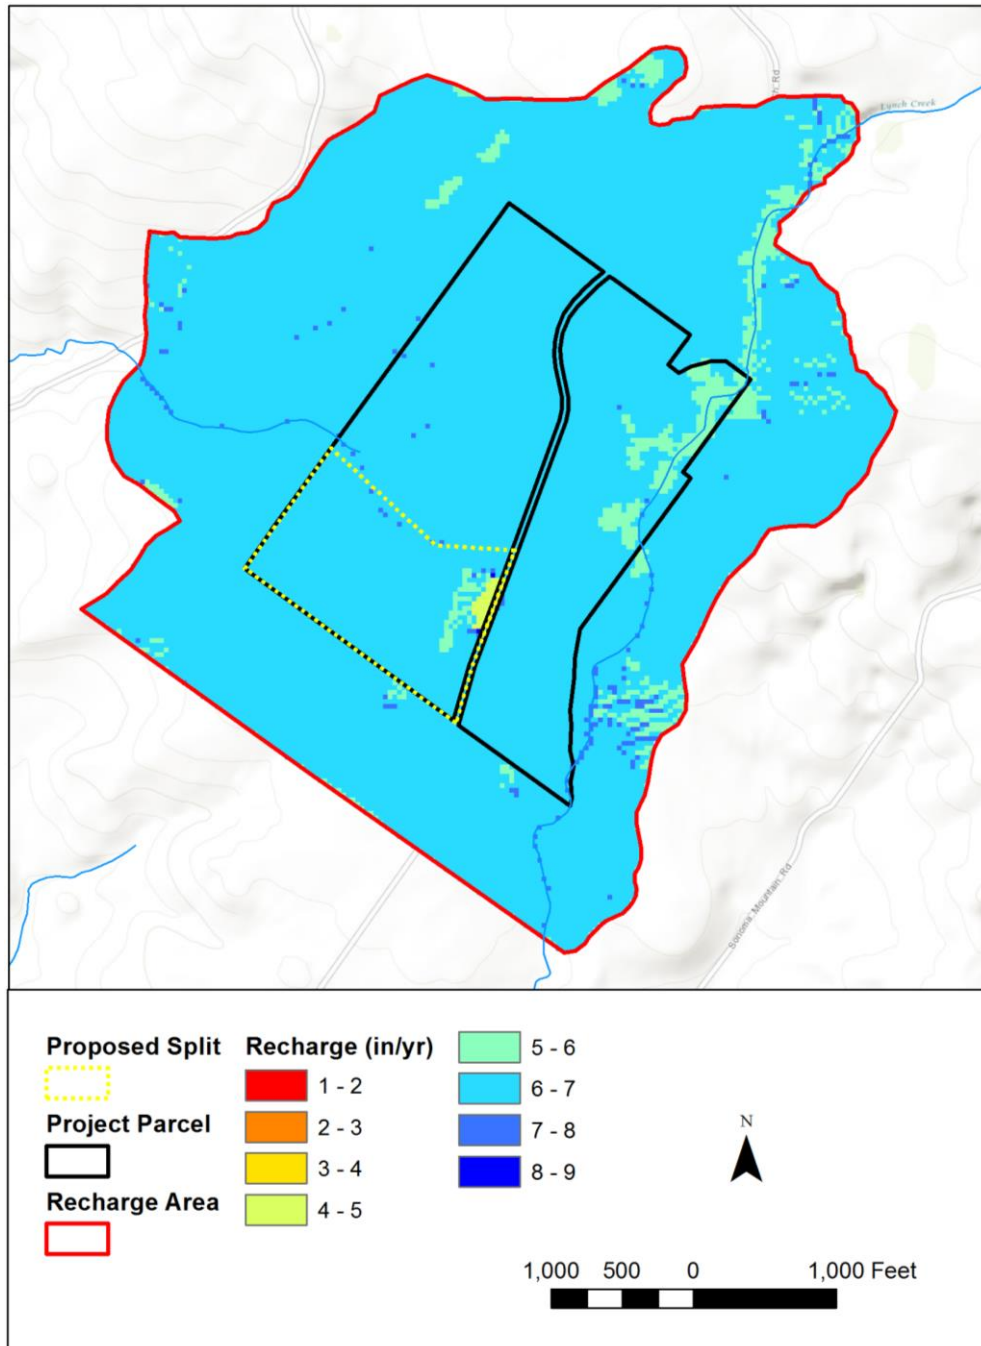 Rd
Lynch Creek
Sonoma Mountain Rd
Proposed Split
Project Parcel
Recharge Area
Recharge (in/yr)
1 - 2
2 - 3
3 - 4
4 - 5
5 - 6
6 - 7
7 - 8
8 - 9
N
1,000 500 0 1,000 Feet